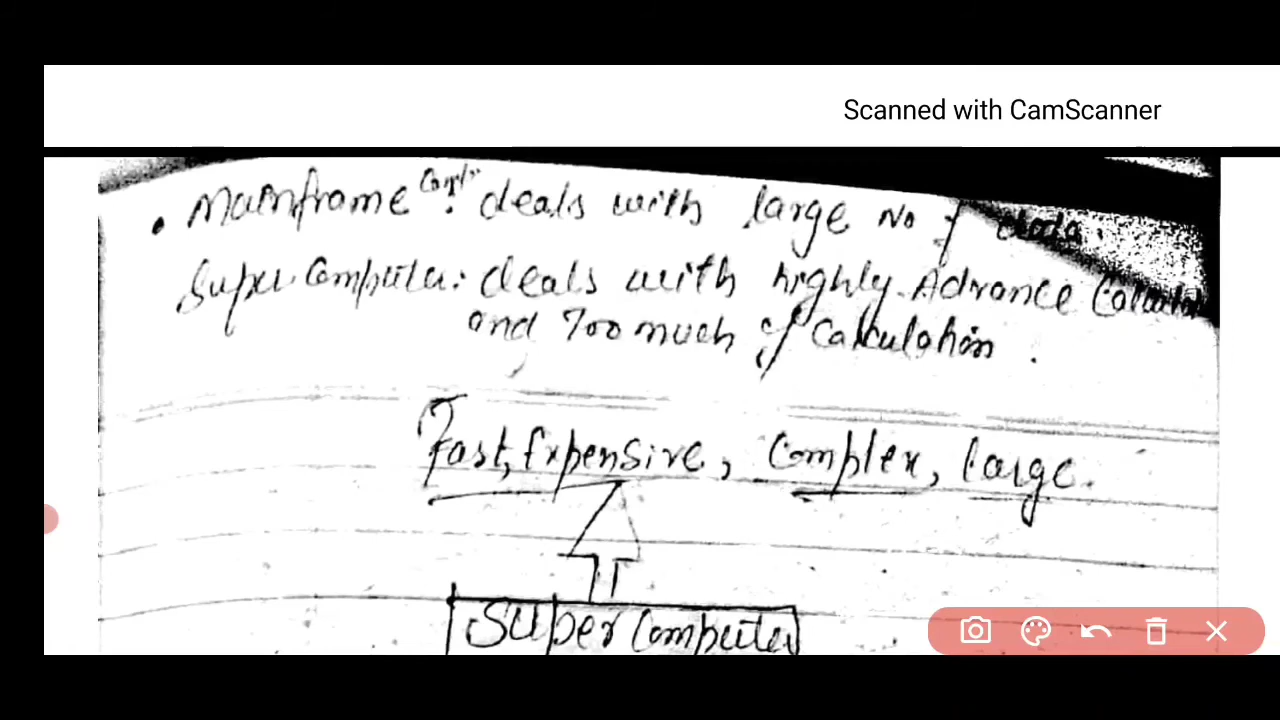 Scanned with CamScanner
• Mainframe Comp. : deals with large No of data.
Super Computer : deals with highly Advance
and Too much of Calculation .
Fast, Expensive, Complex, large.
Super Computer